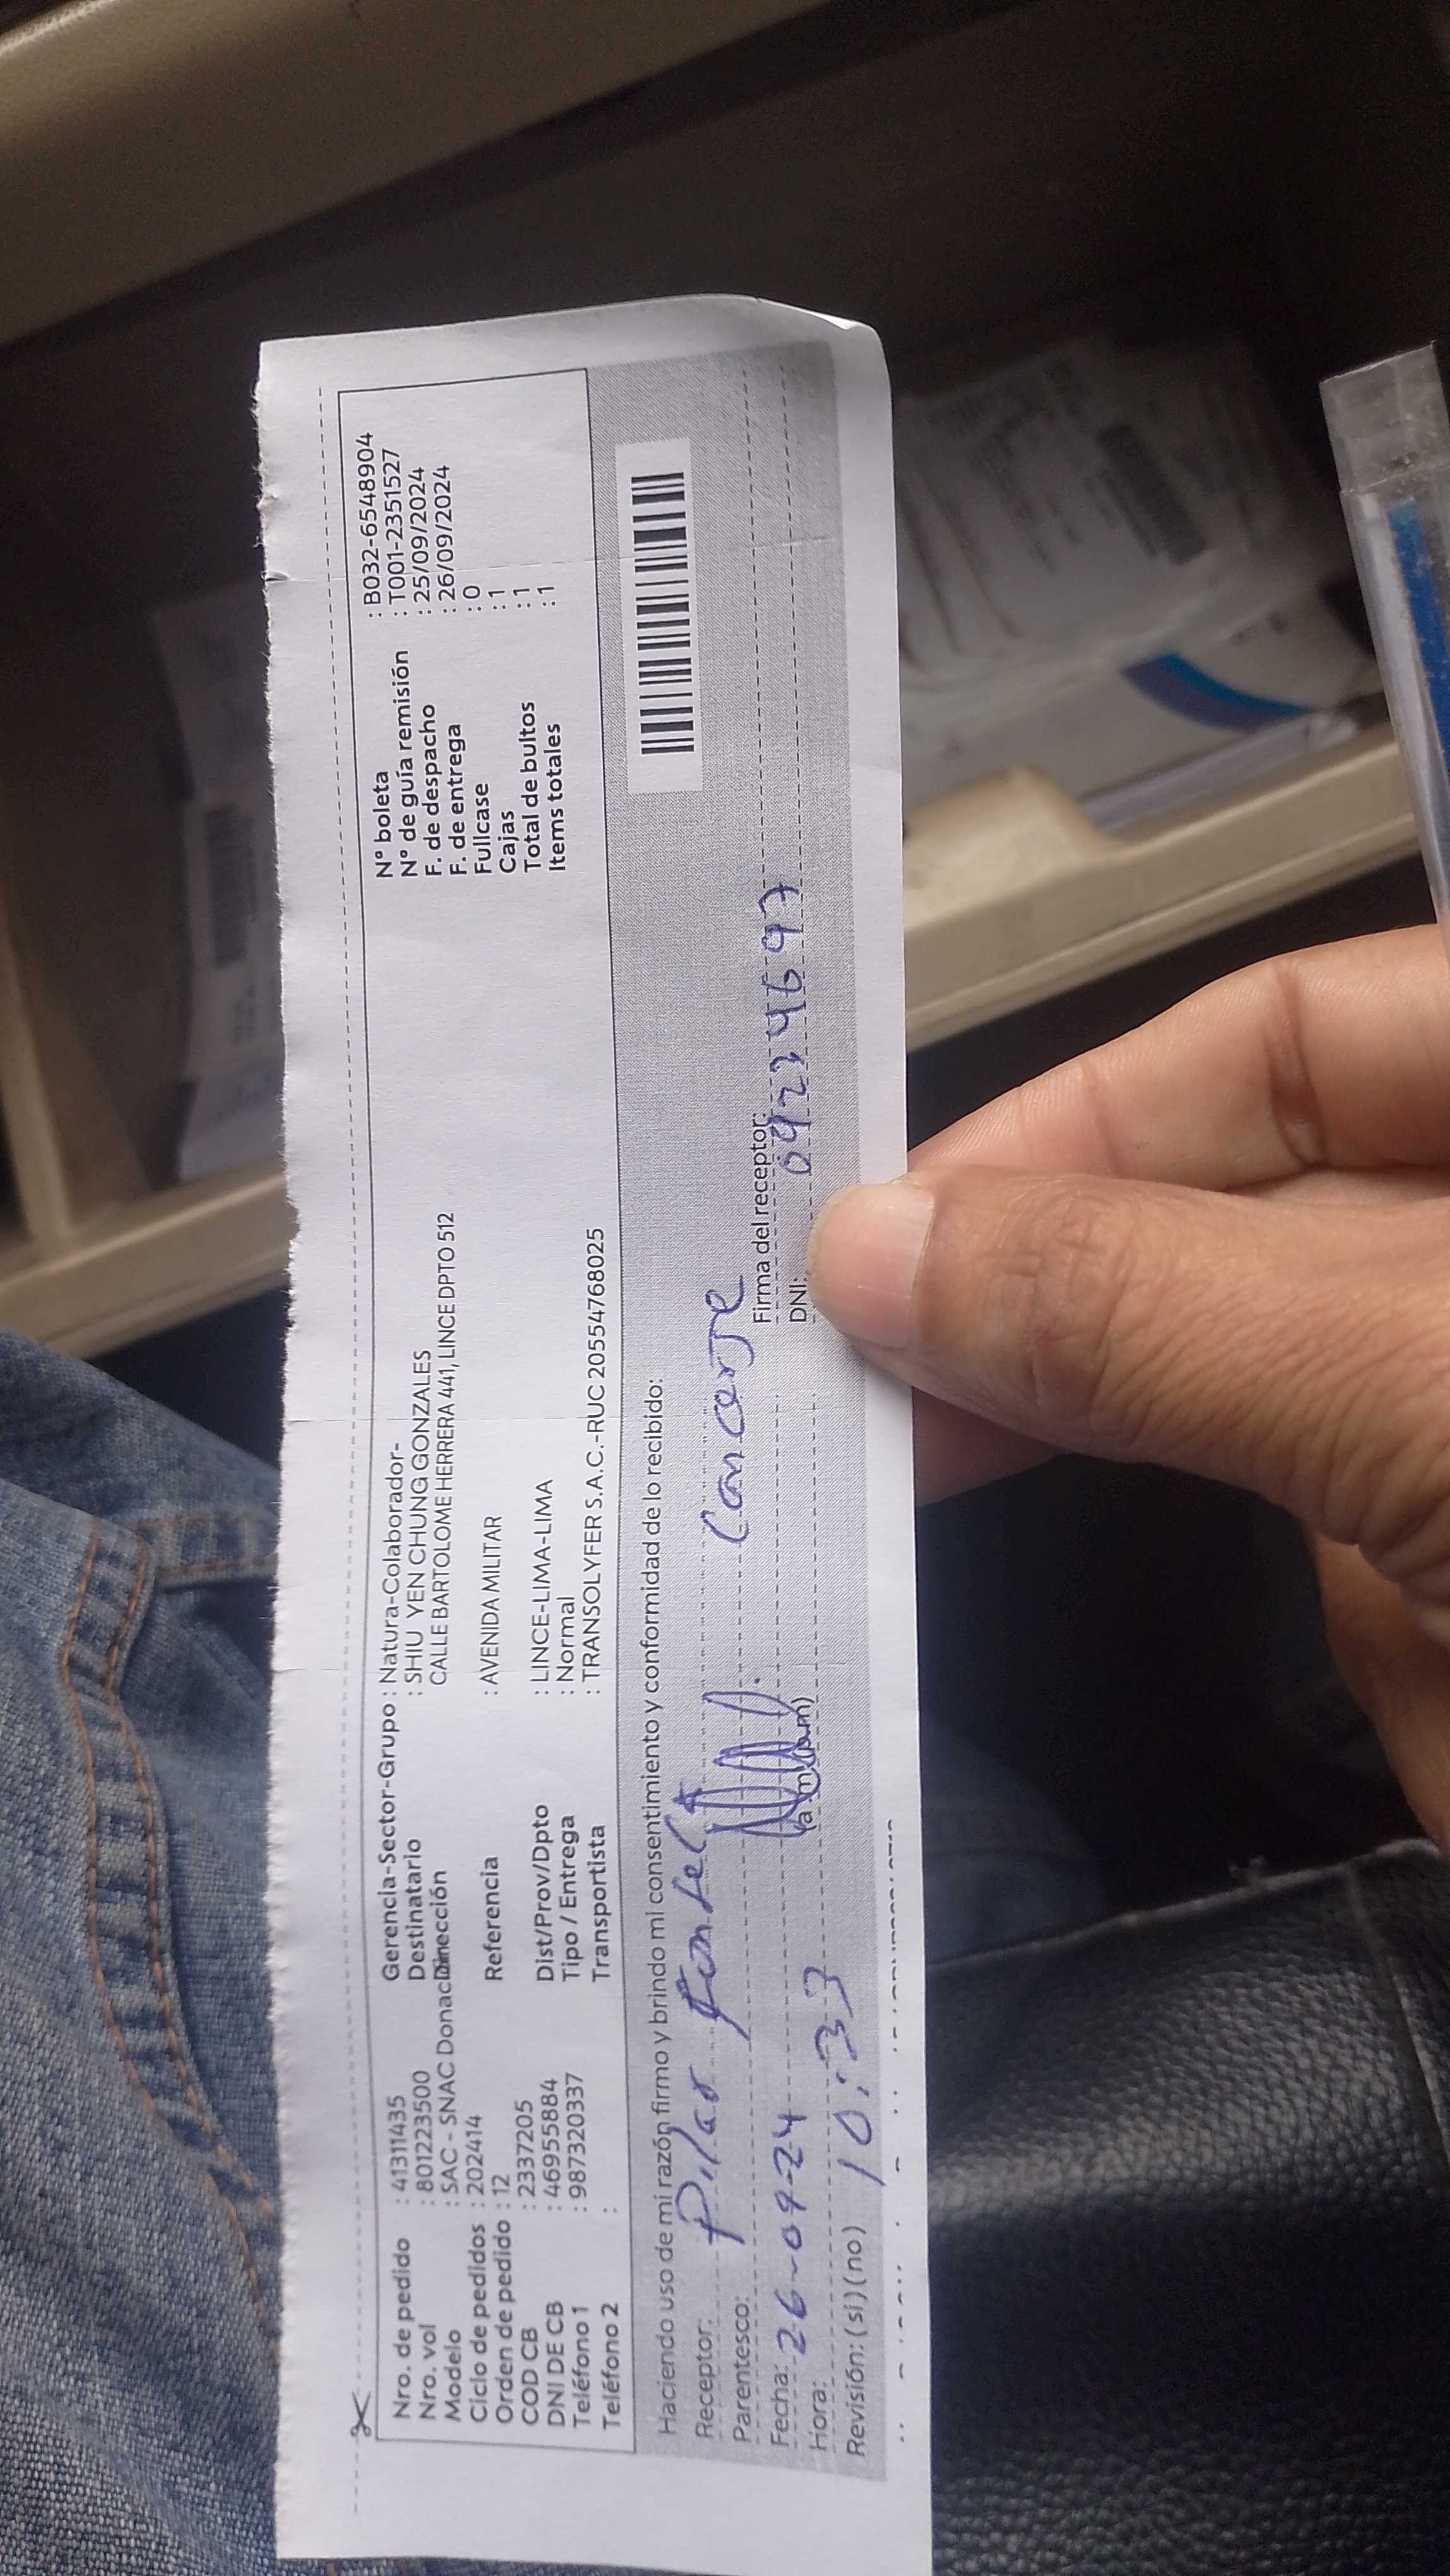 Nro. de pedido : 41311435
Nro. vol : 801223500
Modelo : SAC - SNAC Donac
Ciclo de pedidos : 202414
Orden de pedido : 12
COD CB : 2337205
DNI DE CB : 46955884
Teléfono 1 : 987320337
Teléfono 2 :
Gerencia-Sector-Grupo : Natura-Colaborador-
Destinatario : SHIU YEN CHUNG GONZALES
Dirección CALLE BARTOLOME HERRERA 441, LINCE DPTO 512
Referencia : AVENIDA MILITAR
Dist/Prov/Dpto : LINCE-LIMA-LIMA
Tipo / Entrega : Normal
Transportista : TRANSOLYFER S.A.C.-RUC 20554768025
N° boleta : B032-6548904
N° de guía remisión : T001-2351527
F. de despacho : 25/09/2024
F. de entrega : 26/09/2024
Fullcase : 0
Cajas : 1
Total de bultos : 1
Items totales : 1
Haciendo uso de mi razón firmo y brindo mi consentimiento y conformidad de lo recibido:
Receptor: Pilar
Parentesco:
Firma del receptor:
Fecha: 26-09-24
DNI: 09224697
Hora: 10:33 (a.m)(p.m)
Revisión: (si) (no)